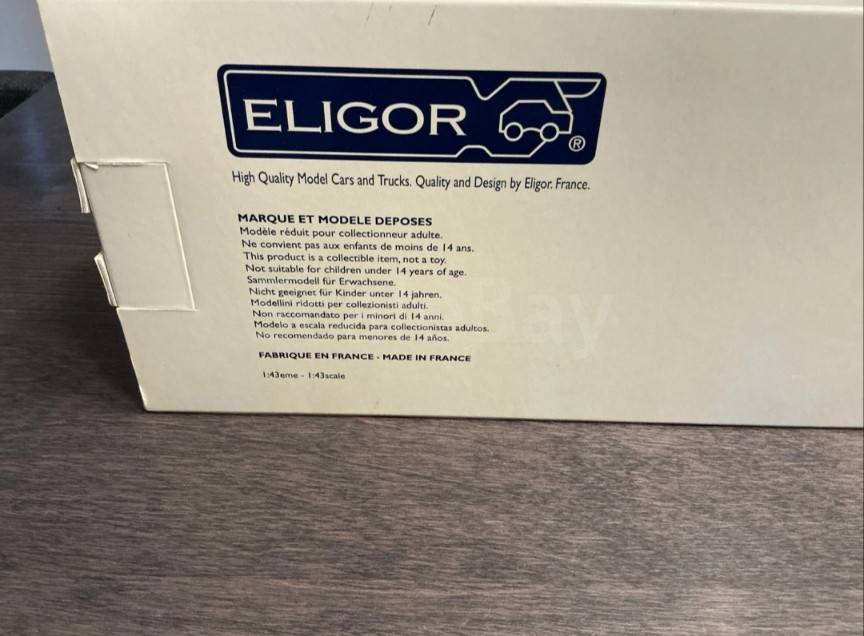 ELIGOR ®
High Quality Model Cars and Trucks. Quality and Design by Eligor. France.
MARQUE ET MODELE DEPOSES
Modèle réduit pour collectionneur adulte.
Ne convient pas aux enfants de moins de 14 ans.
This product is a collectible item, not a toy.
Not suitable for children under 14 years of age.
Sammlermodell für Erwachsene.
Nicht geeignet für Kinder unter 14 jahren.
Modellini ridotti per collezionisti adulti.
Non raccomandato per i minori di 14 anni.
Modelo a escala reducida para collectionistas adultos.
No recomendado para menores de 14 años.
FABRIQUE EN FRANCE - MADE IN FRANCE
1:43eme - 1:43scale